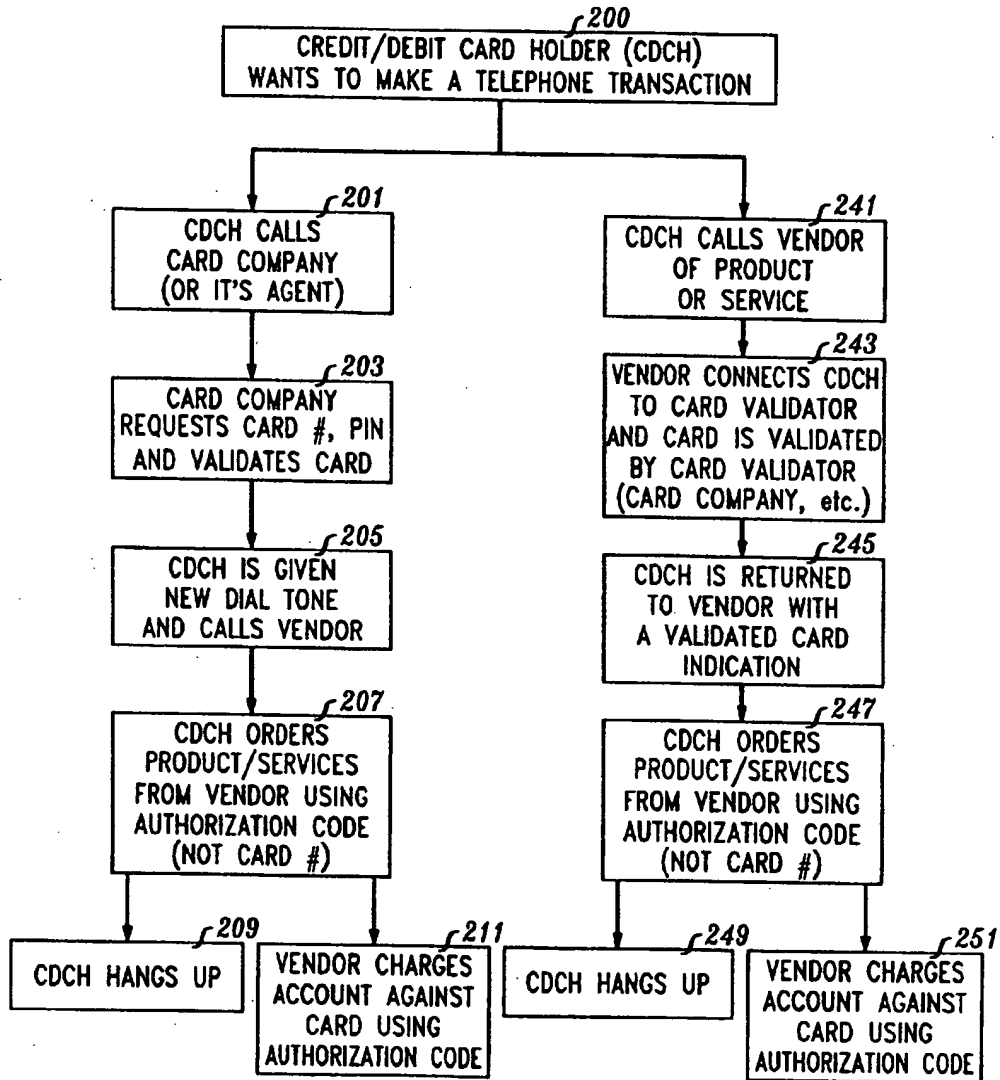 200
CREDIT/DEBIT CARD HOLDER (CDCH)
WANTS TO MAKE A TELEPHONE TRANSACTION
201
CDCH CALLS
CARD COMPANY
(OR IT'S AGENT)
203
CARD COMPANY
REQUESTS CARD #, PIN
AND VALIDATES CARD
205
CDCH IS GIVEN
NEW DIAL TONE
AND CALLS VENDOR
207
CDCH ORDERS
PRODUCT/SERVICES
FROM VENDOR USING
AUTHORIZATION CODE
(NOT CARD #)
209
CDCH HANGS UP
211
VENDOR CHARGES
ACCOUNT AGAINST
CARD USING
AUTHORIZATION CODE
241
CDCH CALLS VENDOR
OF PRODUCT
OR SERVICE
243
VENDOR CONNECTS CDCH
TO CARD VALIDATOR
AND CARD IS VALIDATED
BY CARD VALIDATOR
(CARD COMPANY, etc.)
245
CDCH IS RETURNED
TO VENDOR WITH
A VALIDATED CARD
INDICATION
247
CDCH ORDERS
PRODUCT/SERVICES
FROM VENDOR USING
AUTHORIZATION CODE
(NOT CARD #)
249
CDCH HANGS UP
251
VENDOR CHARGES
ACCOUNT AGAINST
CARD USING
AUTHORIZATION CODE